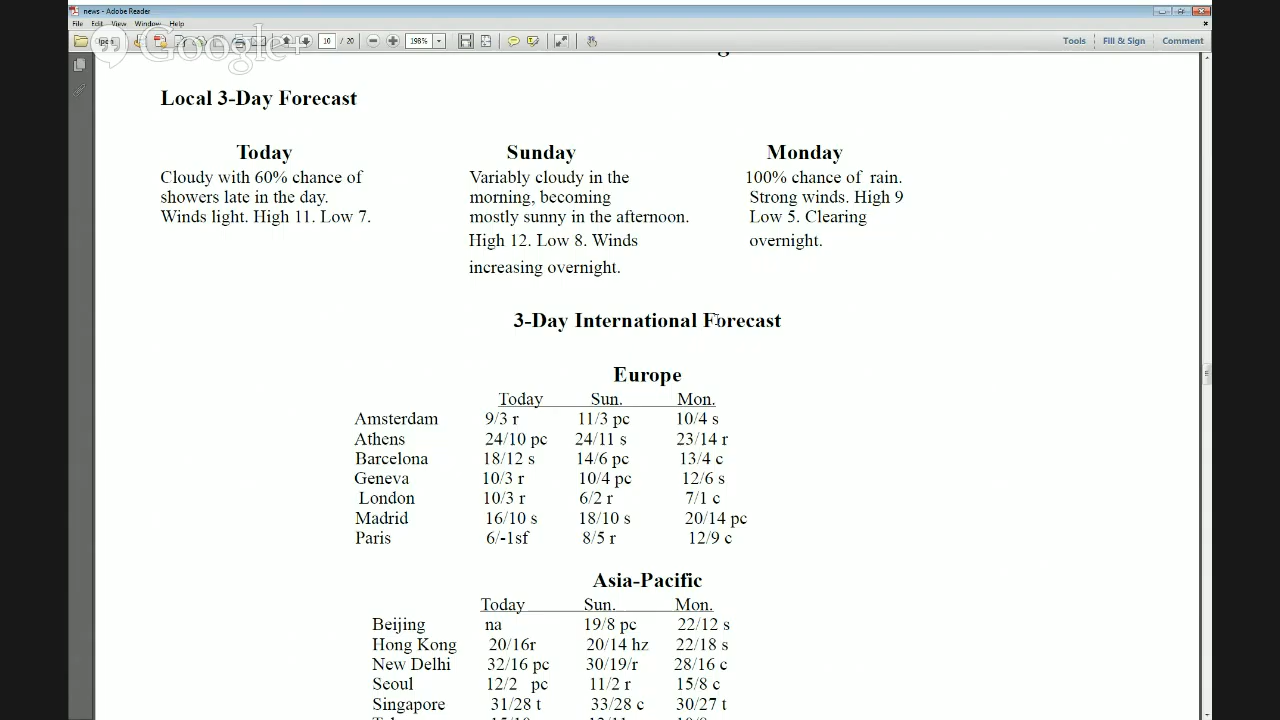 news - Adobe Reader
File Edit View Window Help
Open 10 / 20 198% Tools Fill & Sign Comment
Google+
Local 3-Day Forecast
Today Sunday Monday
Cloudy with 60% chance of Variably cloudy in the 100% chance of rain.
showers late in the day. morning, becoming Strong winds. High 9
Winds light. High 11. Low 7. mostly sunny in the afternoon. Low 5. Clearing
High 12. Low 8. Winds overnight.
increasing overnight.
3-Day International Forecast
Europe
Today Sun. Mon.
Amsterdam 9/3 r 11/3 pc 10/4 s
Athens 24/10 pc 24/11 s 23/14 r
Barcelona 18/12 s 14/6 pc 13/4 c
Geneva 10/3 r 10/4 pc 12/6 s
London 10/3 r 6/2 r 7/1 c
Madrid 16/10 s 18/10 s 20/14 pc
Paris 6/-1sf 8/5 r 12/9 c
Asia-Pacific
Today Sun. Mon.
Beijing na 19/8 pc 22/12 s
Hong Kong 20/16r 20/14 hz 22/18 s
New Delhi 32/16 pc 30/19/r 28/16 c
Seoul 12/2 pc 11/2 r 15/8 c
Singapore 31/28 t 33/28 c 30/27 t